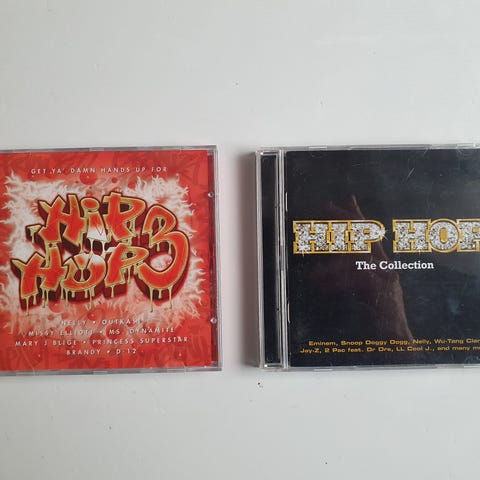 GET YA' DAMN HANDS UP FOR
HIP HOP 3
NELLY • OUTKAST
MISSY ELLIOTT • MS. DYNAMITE
MARY J BLIGE • PRINCESS SUPERSTAR
BRANDY • D-12
HIP HOP
The Collection
Eminem, Snoop Doggy Dogg, Nelly, Wu-Tang Clan
Jay-Z, 2 Pac feat. Dr Dre, LL Cool J., and many m